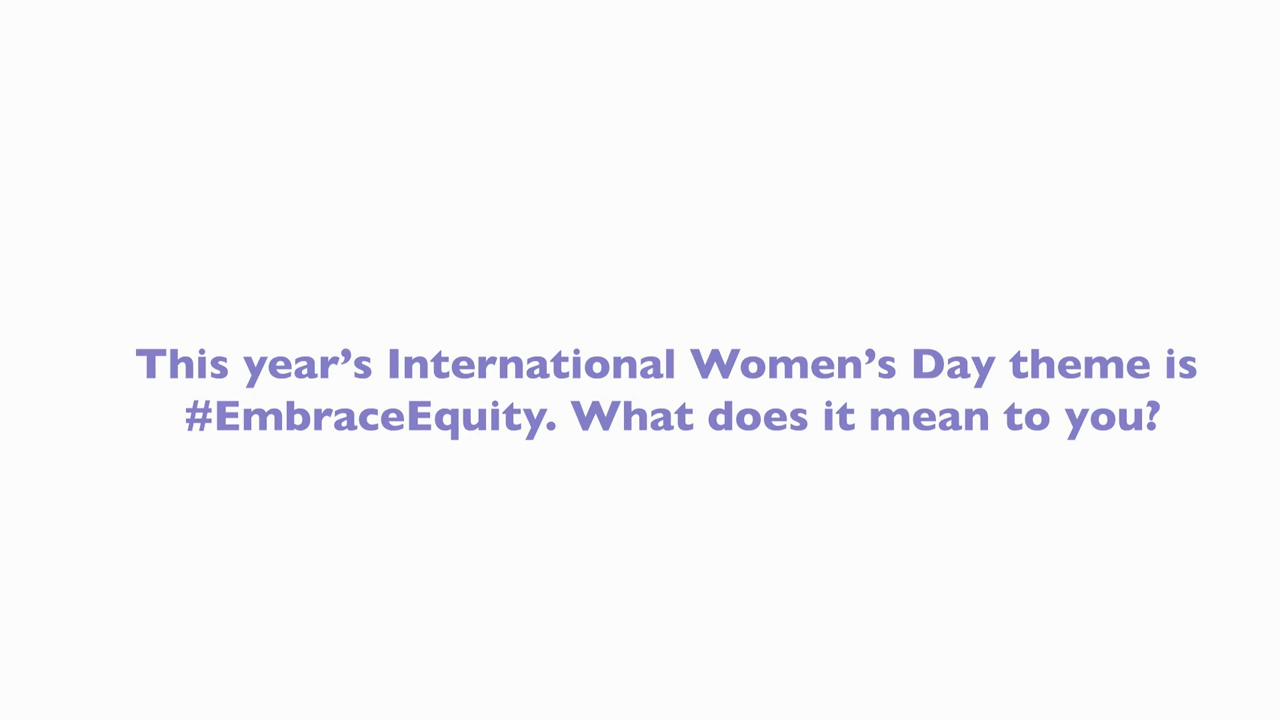 This year’s International Women’s Day theme is
#EmbraceEquity. What does it mean to you?